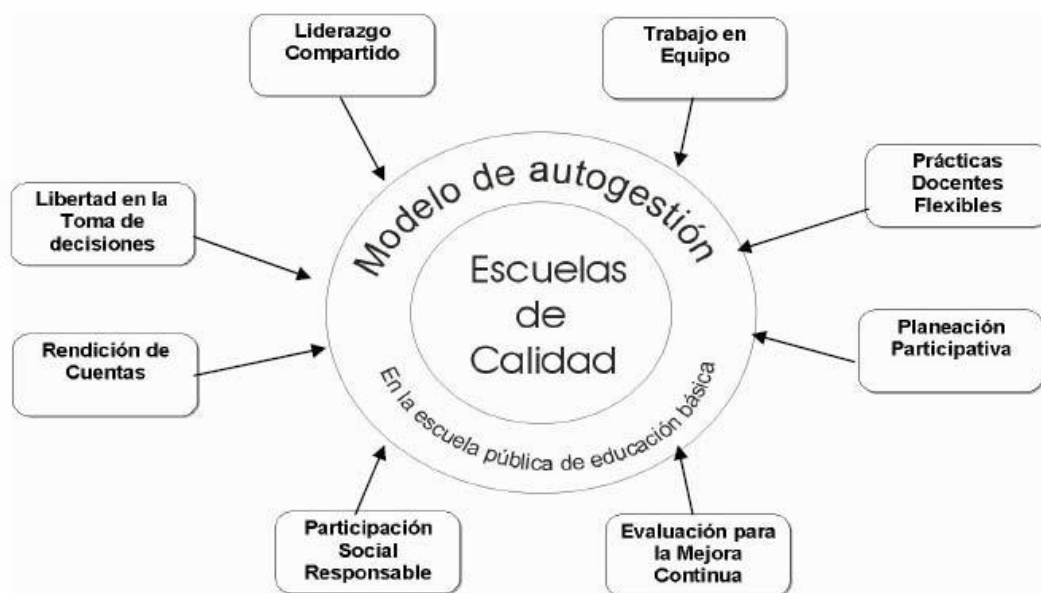 Liderazgo
Compartido
Trabajo en
Equipo
Prácticas
Docentes
Flexibles
Libertad en la
Toma de
decisiones
Modelo de autogestión
Escuelas
de
Calidad
En la escuela pública de educación básica
Planeación
Participativa
Rendición de
Cuentas
Participación
Social
Responsable
Evaluación para
la Mejora
Continua